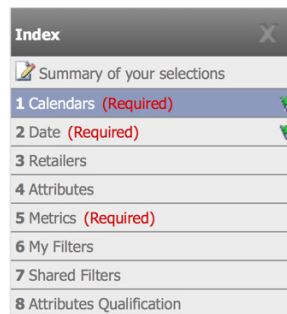 Index X
Summary of your selections
1 Calendars (Required)
2 Date (Required)
3 Retailers
4 Attributes
5 Metrics (Required)
6 My Filters
7 Shared Filters
8 Attributes Qualification